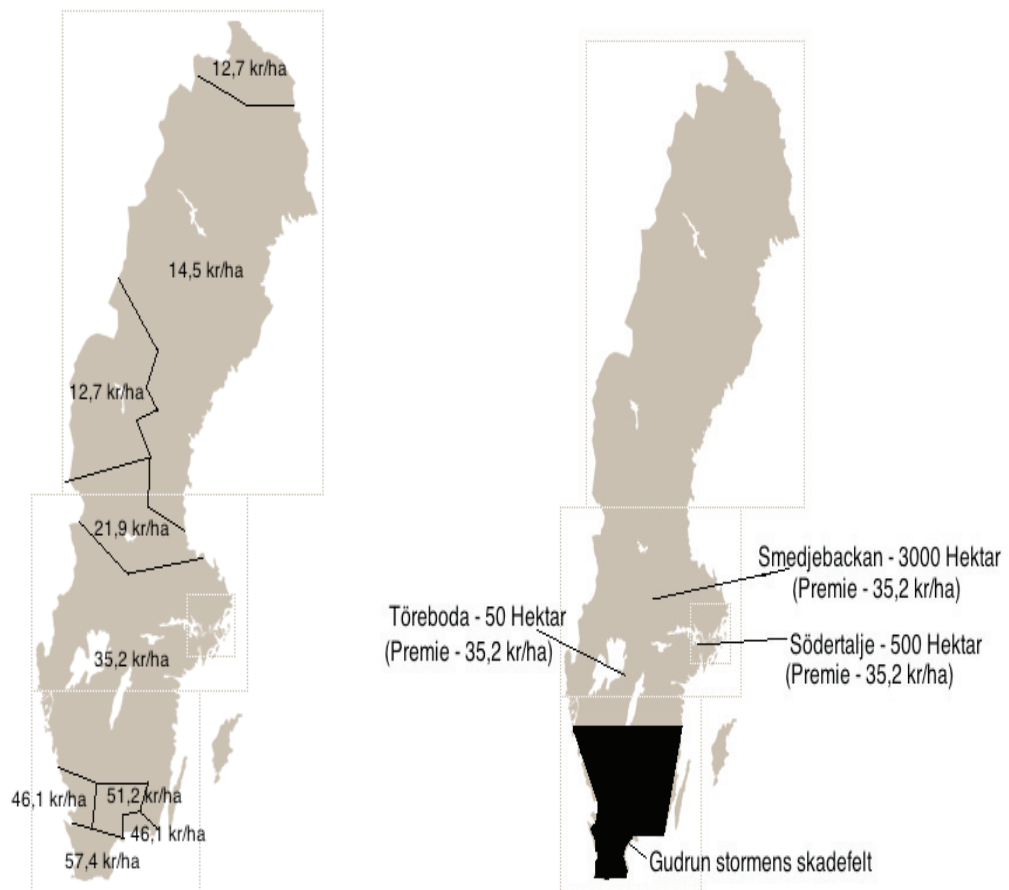 12,7 kr/ha
14,5 kr/ha
12,7 kr/ha
21,9 kr/ha
35,2 kr/ha
46,1 kr/ha
51,2 kr/ha
46,1 kr/ha
57,4 kr/ha
Smedjebackan - 3000 Hektar
(Premie - 35,2 kr/ha)
Töreboda - 50 Hektar
(Premie - 35,2 kr/ha)
Södertalje - 500 Hektar
(Premie - 35,2 kr/ha)
Gudrun stormens skadefelt